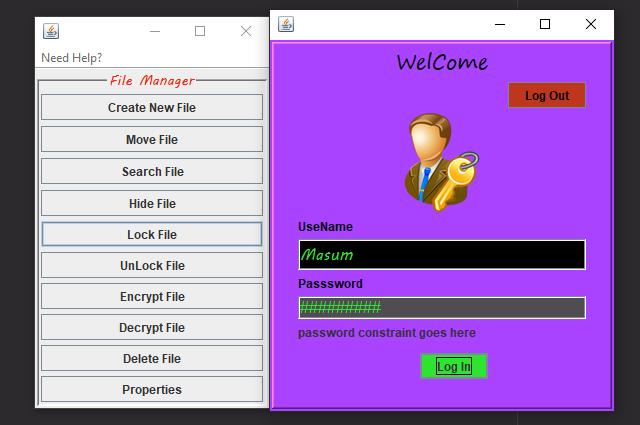 Need Help?
File Manager
Create New File
Move File
Search File
Hide File
Lock File
UnLock File
Encrypt File
Decrypt File
Delete File
Properties
WelCome
Log Out
UseName
Masum
Passsword
##########
password constraint goes here
Log In